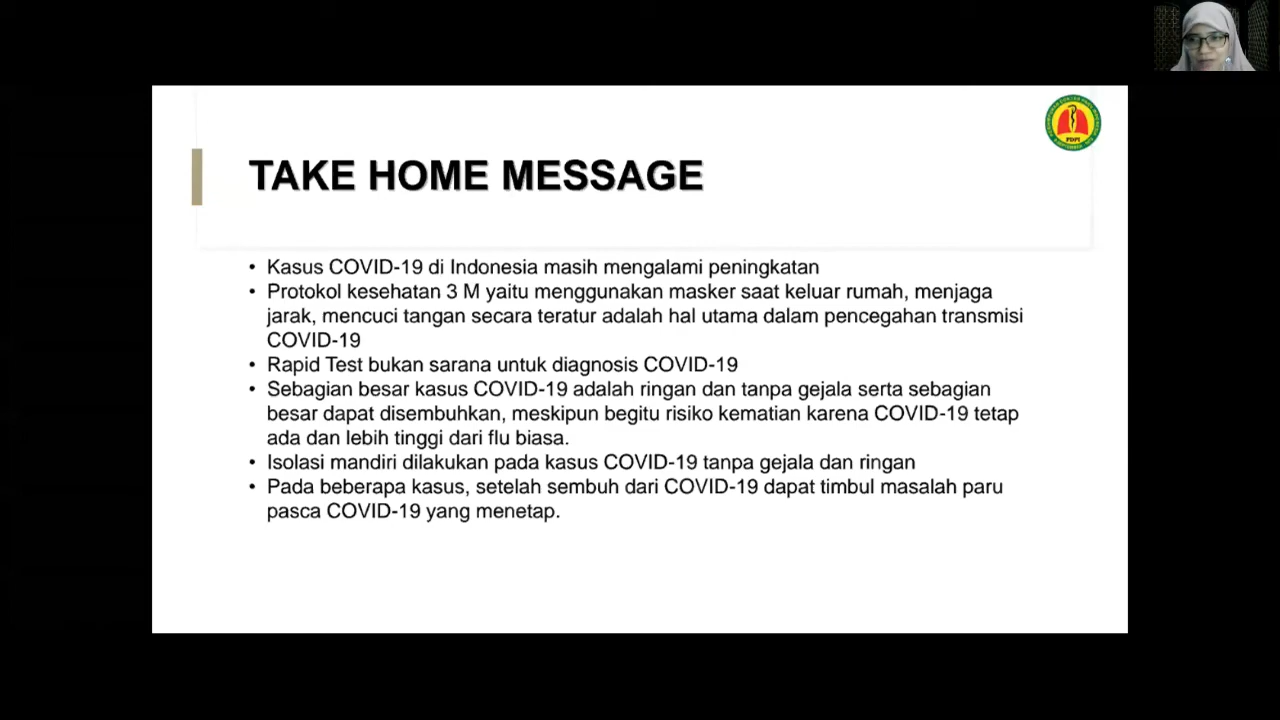 TAKE HOME MESSAGE
• Kasus COVID-19 di Indonesia masih mengalami peningkatan
• Protokol kesehatan 3 M yaitu menggunakan masker saat keluar rumah, menjaga
jarak, mencuci tangan secara teratur adalah hal utama dalam pencegahan transmisi
COVID-19
• Rapid Test bukan sarana untuk diagnosis COVID-19
• Sebagian besar kasus COVID-19 adalah ringan dan tanpa gejala serta sebagian
besar dapat disembuhkan, meskipun begitu risiko kematian karena COVID-19 tetap
ada dan lebih tinggi dari flu biasa.
• Isolasi mandiri dilakukan pada kasus COVID-19 tanpa gejala dan ringan
• Pada beberapa kasus, setelah sembuh dari COVID-19 dapat timbul masalah paru
pasca COVID-19 yang menetap.
PDPI